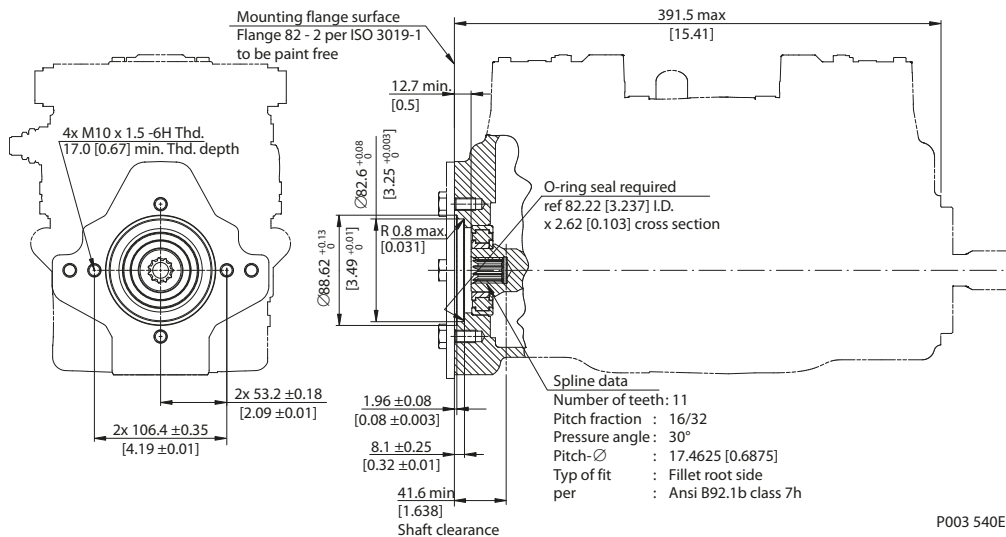 Mounting flange surface
Flange 82 - 2 per ISO 3019-1
to be paint free
391.5 max
[15.41]
12.7 min.
[0.5]
4x M10 x 1.5 -6H Thd.
17.0 [0.67] min. Thd. depth
Ø82.6 +0.08 0
[3.25 +0.003 0]
O-ring seal required
ref 82.22 [3.237] I.D.
x 2.62 [0.103] cross section
R 0.8 max.
[0.031]
Ø88.62 +0.13 0
[3.49 +0.01 0]
2x 53.2 ±0.18
[2.09 ±0.01]
2x 106.4 ±0.35
[4.19 ±0.01]
1.96 ±0.08
[0.08 ±0.003]
8.1 ±0.25
[0.32 ±0.01]
41.6 min
[1.638]
Shaft clearance
Spline data
Number of teeth: 11
Pitch fraction : 16/32
Pressure angle : 30°
Pitch-Ø : 17.4625 [0.6875]
Typ of fit : Fillet root side
per : Ansi B92.1b class 7h
P003 540E